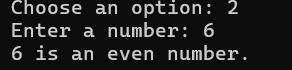 Choose an option: 2
Enter a number: 6
6 is an even number.